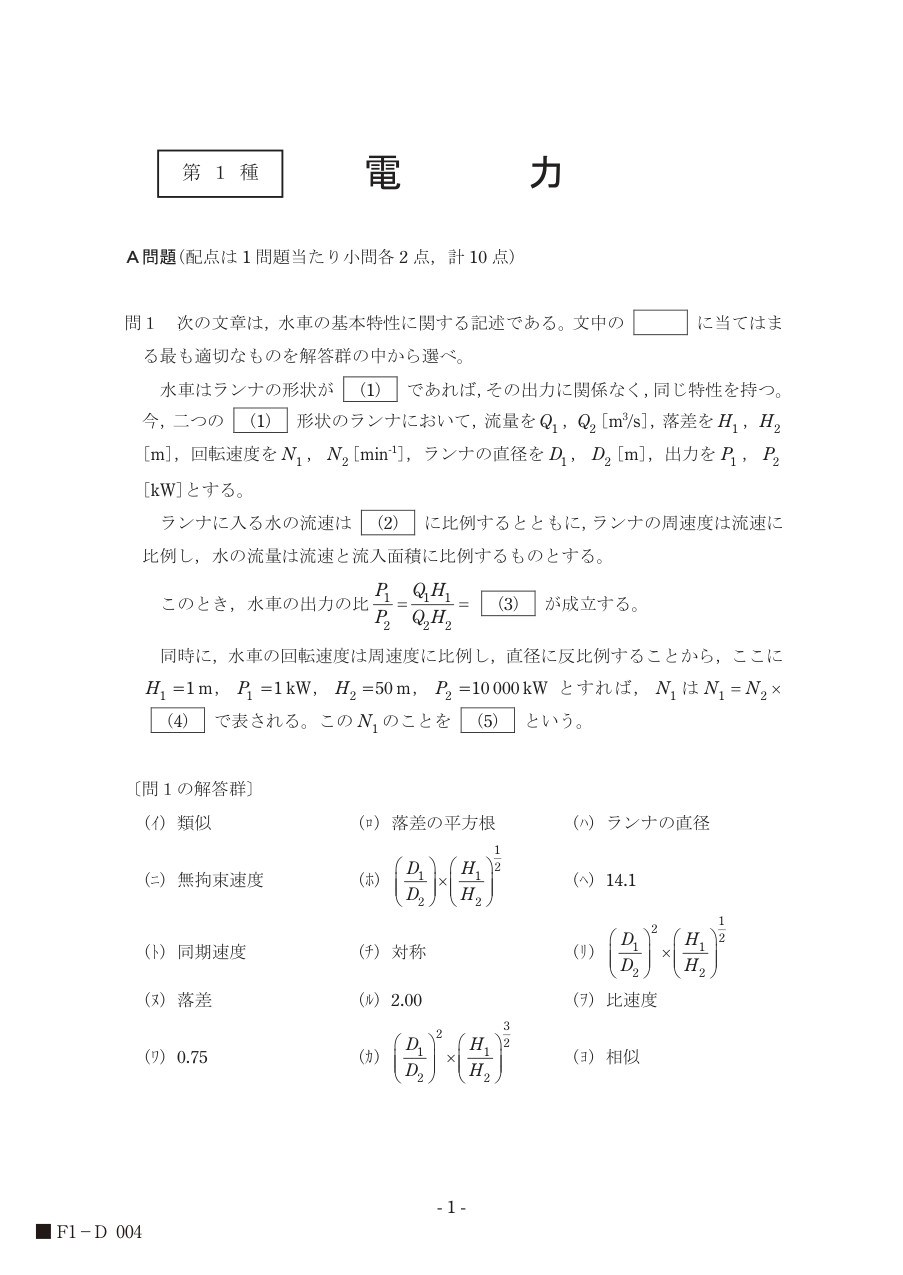 第 1 種
電 力
A問題(配点は1問題当たり小問各2点，計10点)
問1 次の文章は，水車の基本特性に関する記述である。文中の に当てはま
る最も適切なものを解答群の中から選べ。
水車はランナの形状が (1) であれば，その出力に関係なく，同じ特性を持つ。
今，二つの (1) 形状のランナにおいて，流量をQ₁，Q₂［m³/s］，落差をH₁，H₂
［m］，回転速度をN₁，N₂［min⁻¹］，ランナの直径をD₁，D₂［m］，出力をP₁，P₂
［kW］とする。
ランナに入る水の流速は (2) に比例するとともに，ランナの周速度は流速に
比例し，水の流量は流速と流入面積に比例するものとする。
このとき，水車の出力の比 P₁/P₂ = Q₁H₁/Q₂H₂ = (3) が成立する。
同時に，水車の回転速度は周速度に比例し，直径に反比例することから，ここに
H₁=1 m，P₁=1 kW，H₂=50 m，P₂=10 000 kW とすれば，N₁はN₁=N₂×
(4) で表される。このN₁のことを (5) という。
〔問1の解答群〕
(ｲ) 類似 (ﾛ) 落差の平方根 (ﾊ) ランナの直径
(ﾆ) 無拘束速度 (ﾎ) (D₁/D₂)×(H₁/H₂)^(1/2) (ﾍ) 14.1
(ﾄ) 同期速度 (ﾁ) 対称 (ﾘ) (D₁/D₂)²×(H₁/H₂)^(1/2)
(ﾇ) 落差 (ﾙ) 2.00 (ｦ) 比速度
(ﾜ) 0.75 (ｶ) (D₁/D₂)²×(H₁/H₂)^(3/2) (ﾖ) 相似
- 1 -
■ F1－D 004